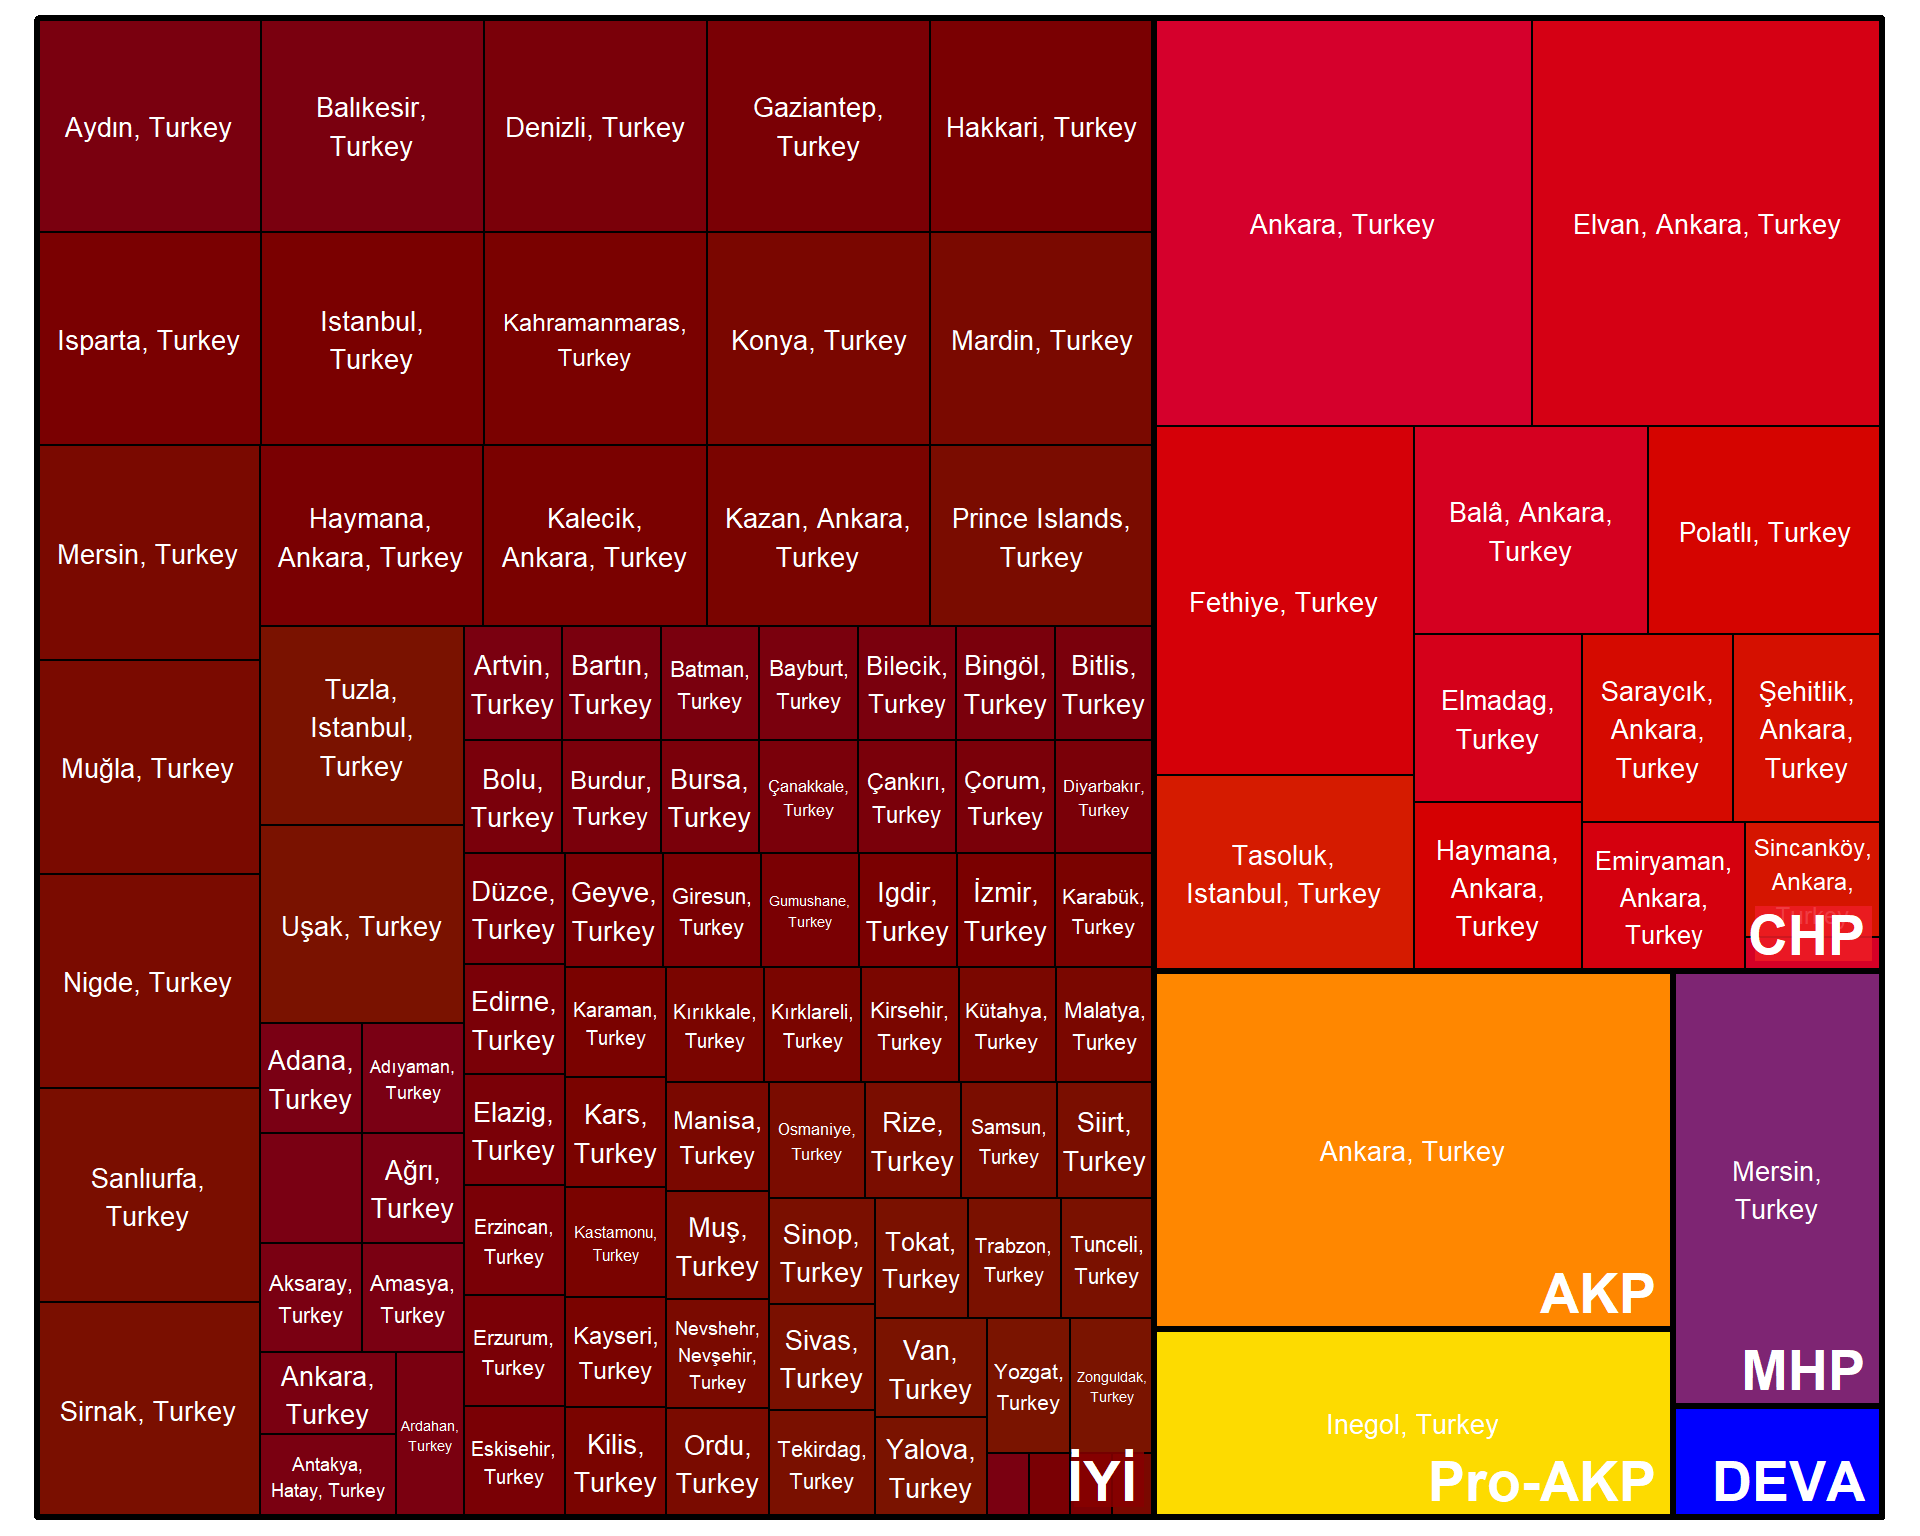 Aydın, Turkey
Balıkesir,
Turkey
Denizli, Turkey
Gaziantep,
Turkey
Hakkari, Turkey
Isparta, Turkey
Istanbul,
Turkey
Kahramanmaras,
Turkey
Konya, Turkey
Mardin, Turkey
Mersin, Turkey
Haymana,
Ankara, Turkey
Kalecik,
Ankara, Turkey
Kazan, Ankara,
Turkey
Prince Islands,
Turkey
Muğla, Turkey
Nigde, Turkey
Sanlıurfa,
Turkey
Sirnak, Turkey
Tuzla,
Istanbul,
Turkey
Uşak, Turkey
Adana,
Turkey
Adıyaman,
Turkey
Ağrı,
Turkey
Aksaray,
Turkey
Amasya,
Turkey
Ankara,
Turkey
Antakya,
Hatay, Turkey
Ardahan,
Turkey
Artvin,
Turkey
Bartın,
Turkey
Batman,
Turkey
Bayburt,
Turkey
Bilecik,
Turkey
Bingöl,
Turkey
Bitlis,
Turkey
Bolu,
Turkey
Burdur,
Turkey
Bursa,
Turkey
Çanakkale,
Turkey
Çankırı,
Turkey
Çorum,
Turkey
Diyarbakır,
Turkey
Düzce,
Turkey
Geyve,
Turkey
Giresun,
Turkey
Gumushane,
Turkey
Igdir,
Turkey
İzmir,
Turkey
Karabük,
Turkey
Edirne,
Turkey
Karaman,
Turkey
Kırıkkale,
Turkey
Kırklareli,
Turkey
Kirsehir,
Turkey
Kütahya,
Turkey
Malatya,
Turkey
Elazig,
Turkey
Kars,
Turkey
Manisa,
Turkey
Osmaniye,
Turkey
Rize,
Turkey
Samsun,
Turkey
Siirt,
Turkey
Erzincan,
Turkey
Kastamonu,
Turkey
Muş,
Turkey
Sinop,
Turkey
Tokat,
Turkey
Trabzon,
Turkey
Tunceli,
Turkey
Erzurum,
Turkey
Kayseri,
Turkey
Nevshehr,
Nevşehir,
Turkey
Sivas,
Turkey
Van,
Turkey
Yozgat,
Turkey
Zonguldak,
Turkey
Eskisehir,
Turkey
Kilis,
Turkey
Ordu,
Turkey
Tekirdag,
Turkey
Yalova,
Turkey
İYİ
Ankara, Turkey
Elvan, Ankara, Turkey
Fethiye, Turkey
Balâ, Ankara,
Turkey
Polatlı, Turkey
Elmadag,
Turkey
Saraycık,
Ankara,
Turkey
Şehitlik,
Ankara,
Turkey
Tasoluk,
Istanbul, Turkey
Haymana,
Ankara,
Turkey
Emiryaman,
Ankara,
Turkey
Sincanköy,
Ankara,
Turkey
CHP
Ankara, Turkey
AKP
Mersin,
Turkey
MHP
Inegol, Turkey
Pro-AKP
DEVA